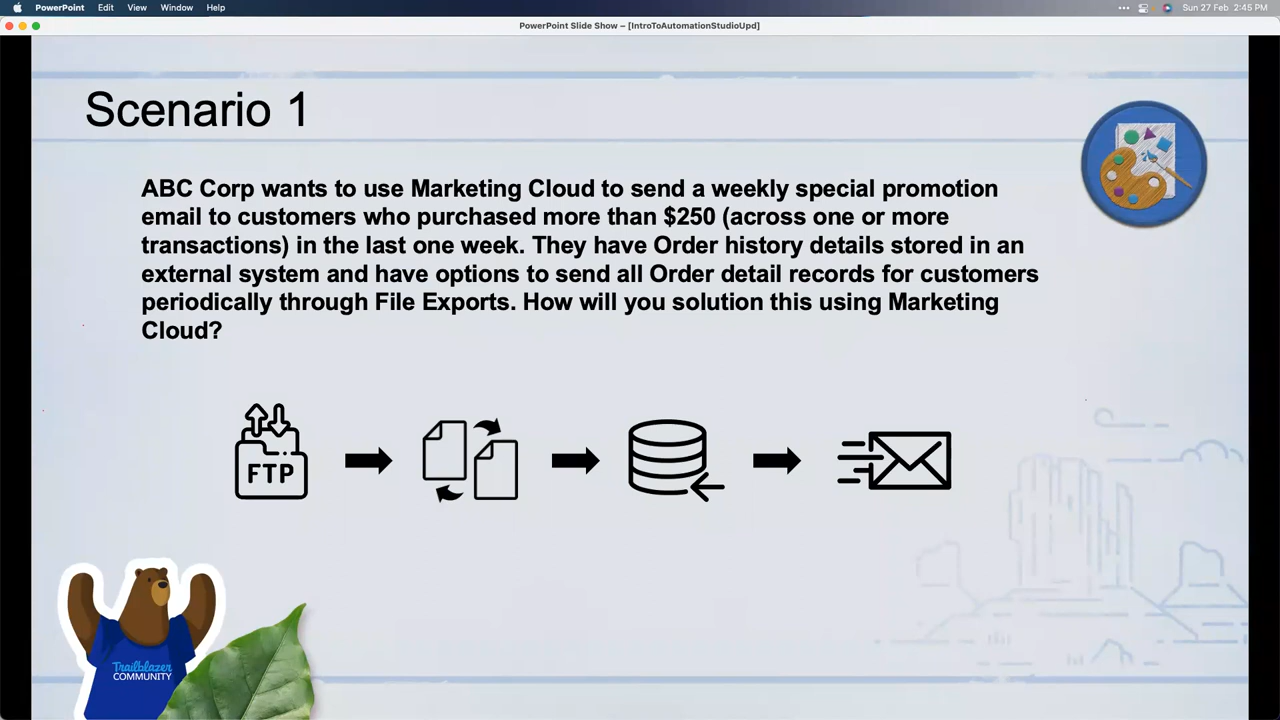 PowerPoint Edit View Window Help Sun 27 Feb 2:45 PM
PowerPoint Slide Show – [IntroToAutomationStudioUpd]
Scenario 1
ABC Corp wants to use Marketing Cloud to send a weekly special promotion
email to customers who purchased more than $250 (across one or more
transactions) in the last one week. They have Order history details stored in an
external system and have options to send all Order detail records for customers
periodically through File Exports. How will you solution this using Marketing
Cloud?
FTP
Trailblazer
COMMUNITY